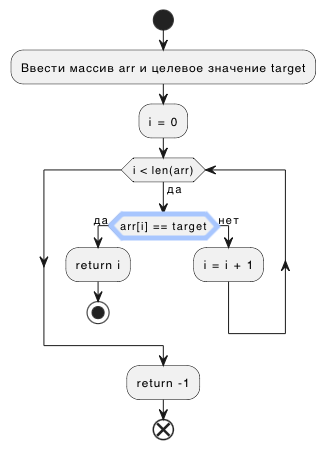 Ввести массив arr и целевое значение target
i = 0
i < len(arr)
да
да
arr[i] == target
нет
return i
i = i + 1
return -1